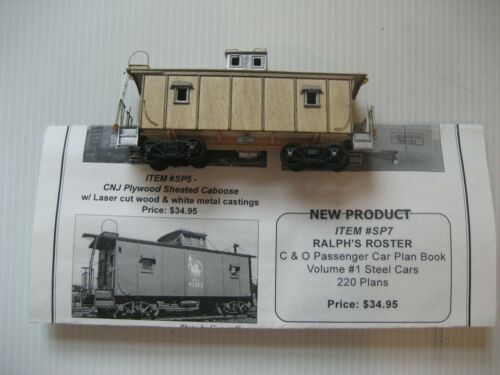 ITEM #SP5 -
CNJ Plywood Sheated Caboose
w/ Laser cut wood & white metal castings
Price: $34.95
NEW PRODUCT
ITEM #SP7
RALPH'S ROSTER
C & O Passenger Car Plan Book
Volume #1 Steel Cars
220 Plans
Price: $34.95